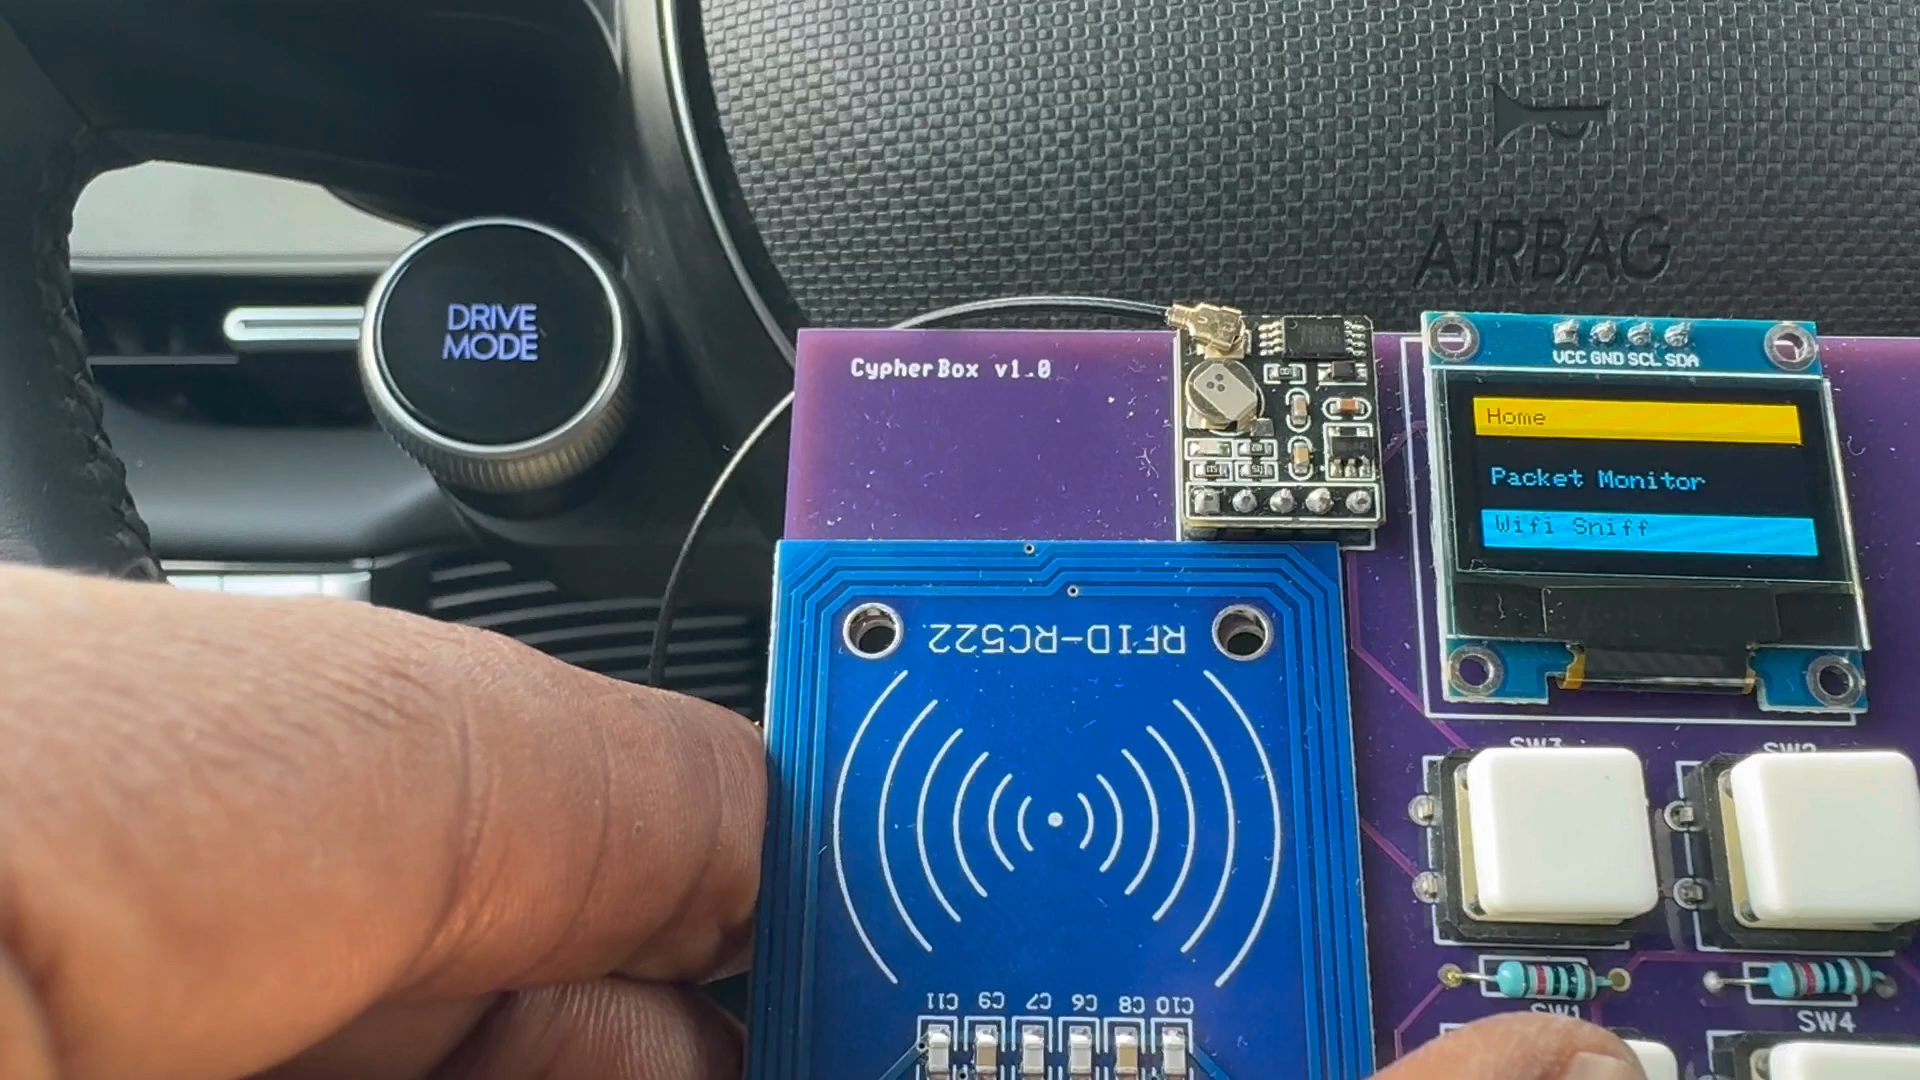 DRIVE
MODE
AIRBAG
CypherBox v1.0
VCC GND SCL SDA
Home
Packet Monitor
Wifi Sniff
RFID-RC522
SW3
SW2
C11 C9 C7 C6 C8 C10
SW1
SW4